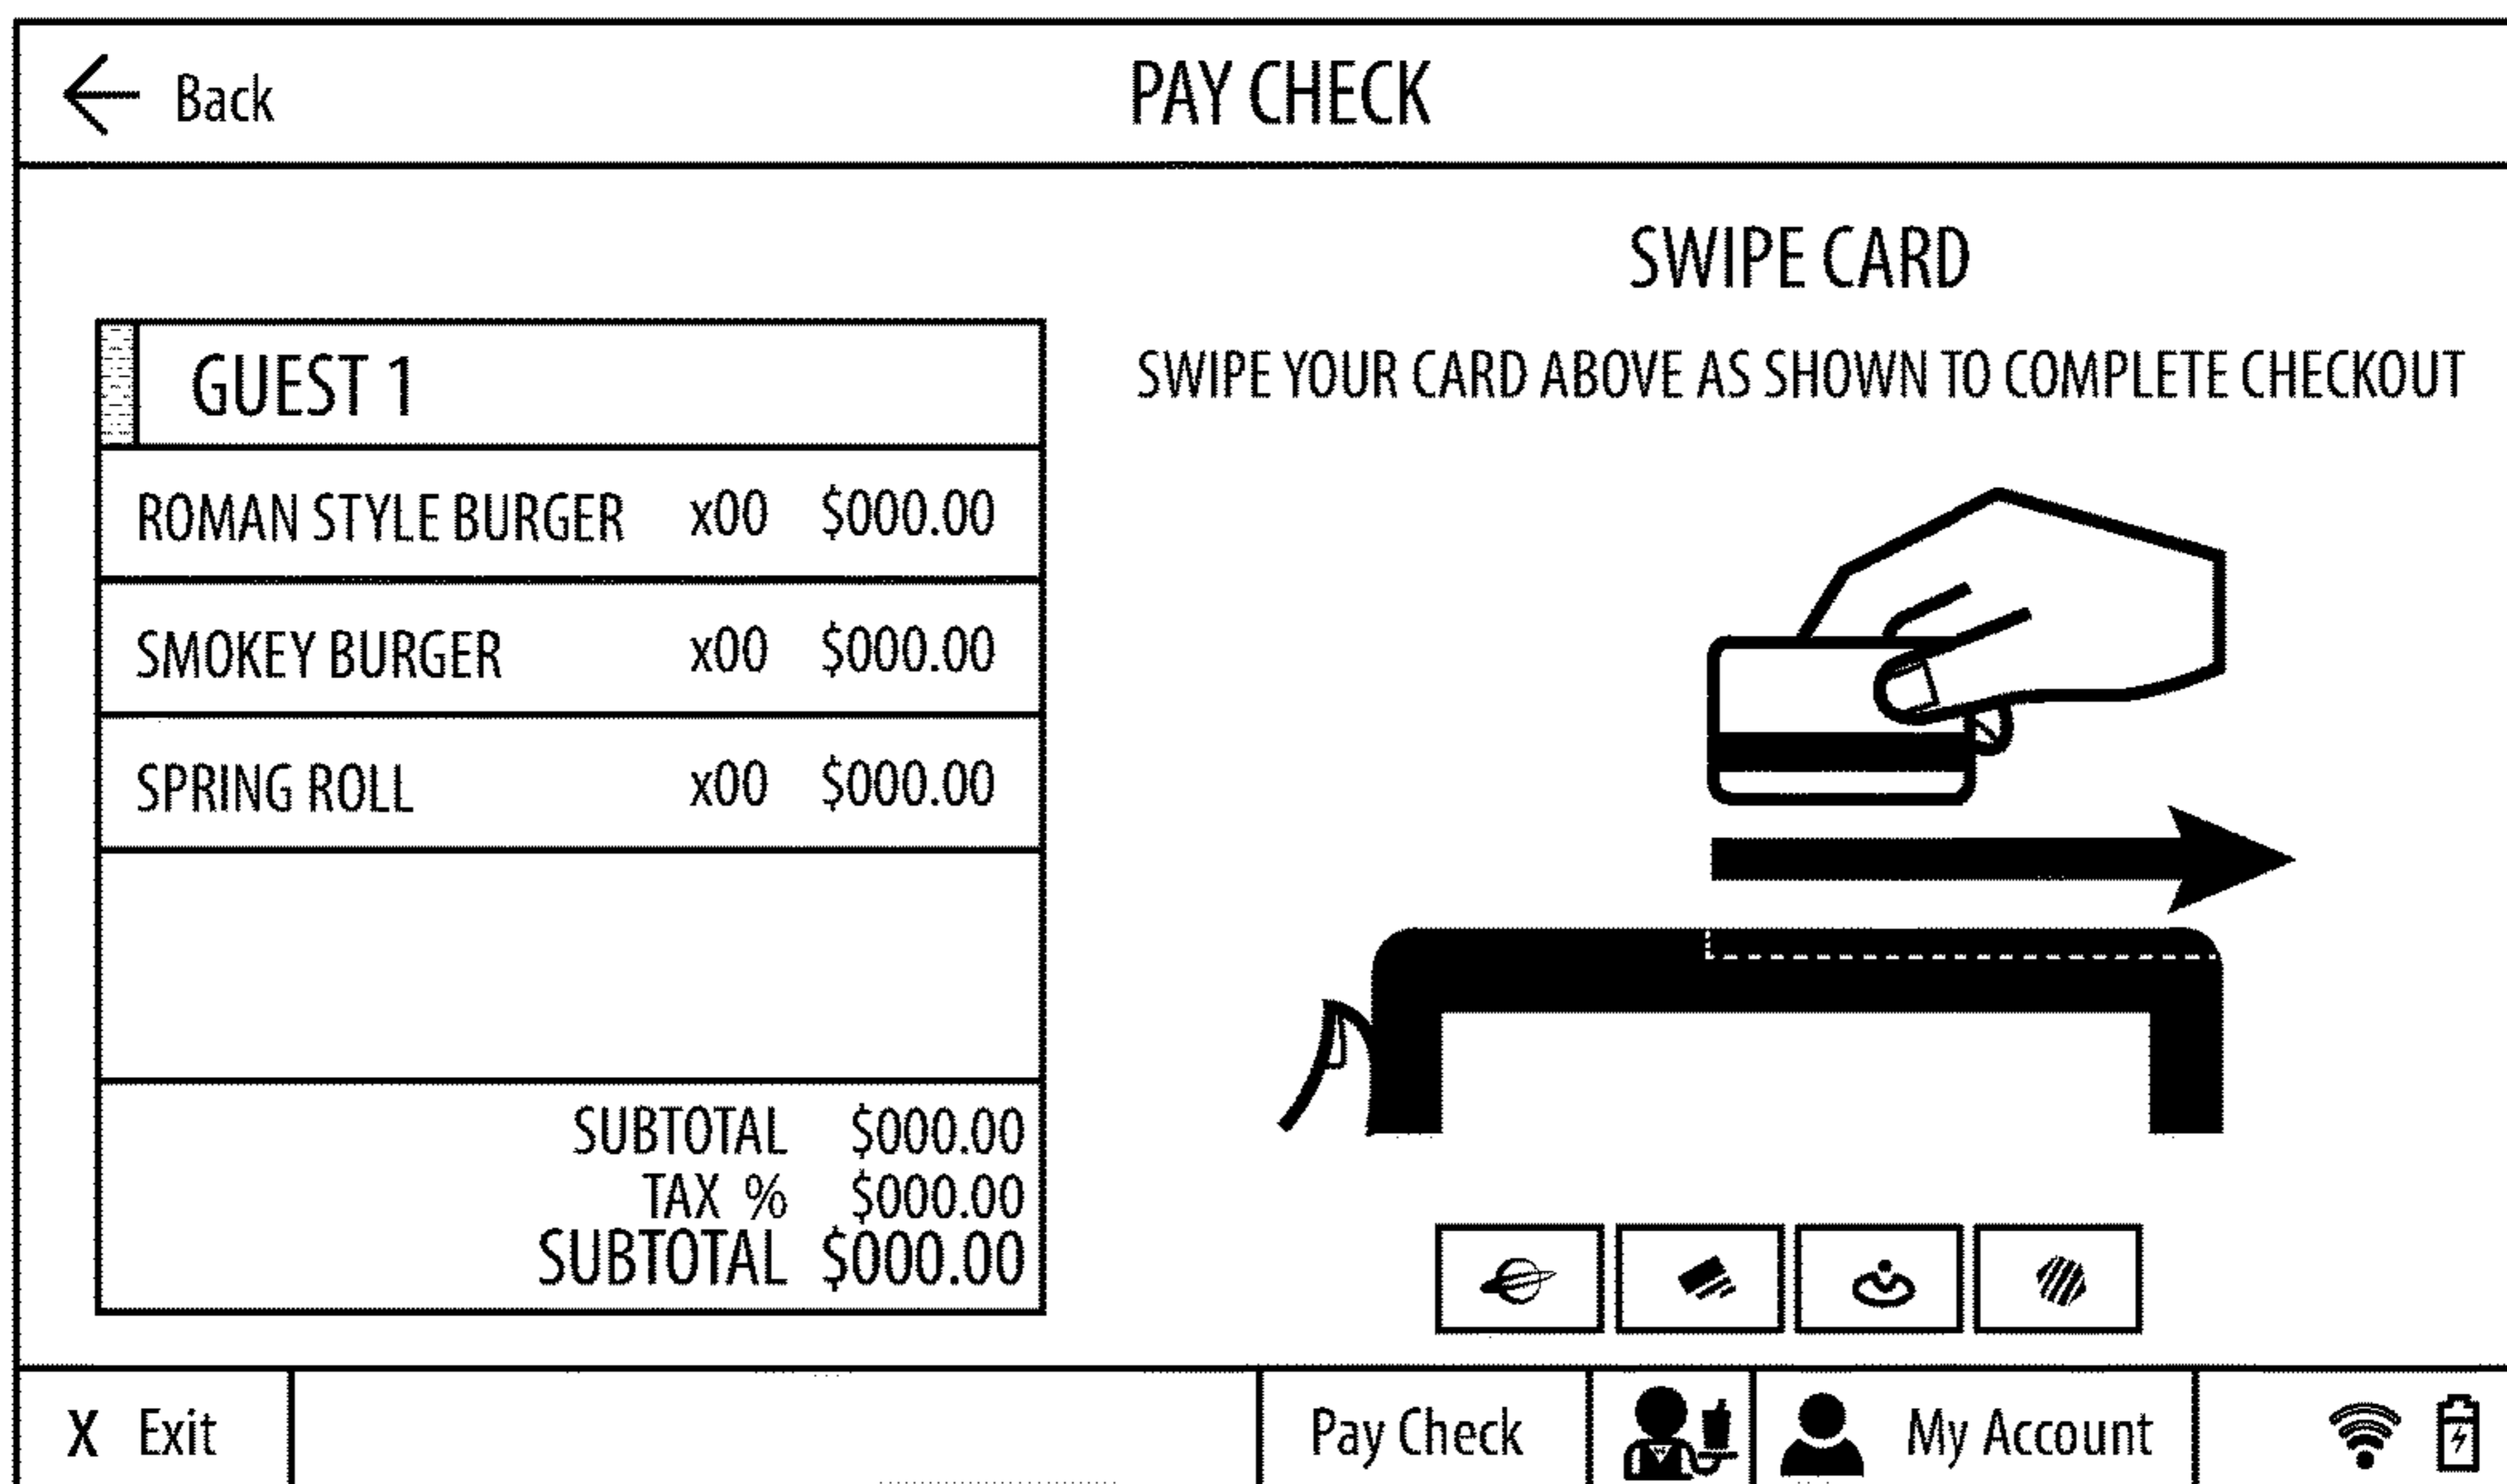 Back
PAY CHECK
SWIPE CARD
SWIPE YOUR CARD ABOVE AS SHOWN TO COMPLETE CHECKOUT
GUEST 1
ROMAN STYLE BURGER x00 $000.00
SMOKEY BURGER x00 $000.00
SPRING ROLL x00 $000.00
SUBTOTAL $000.00
TAX % $000.00
SUBTOTAL $000.00
X Exit
Pay Check
My Account